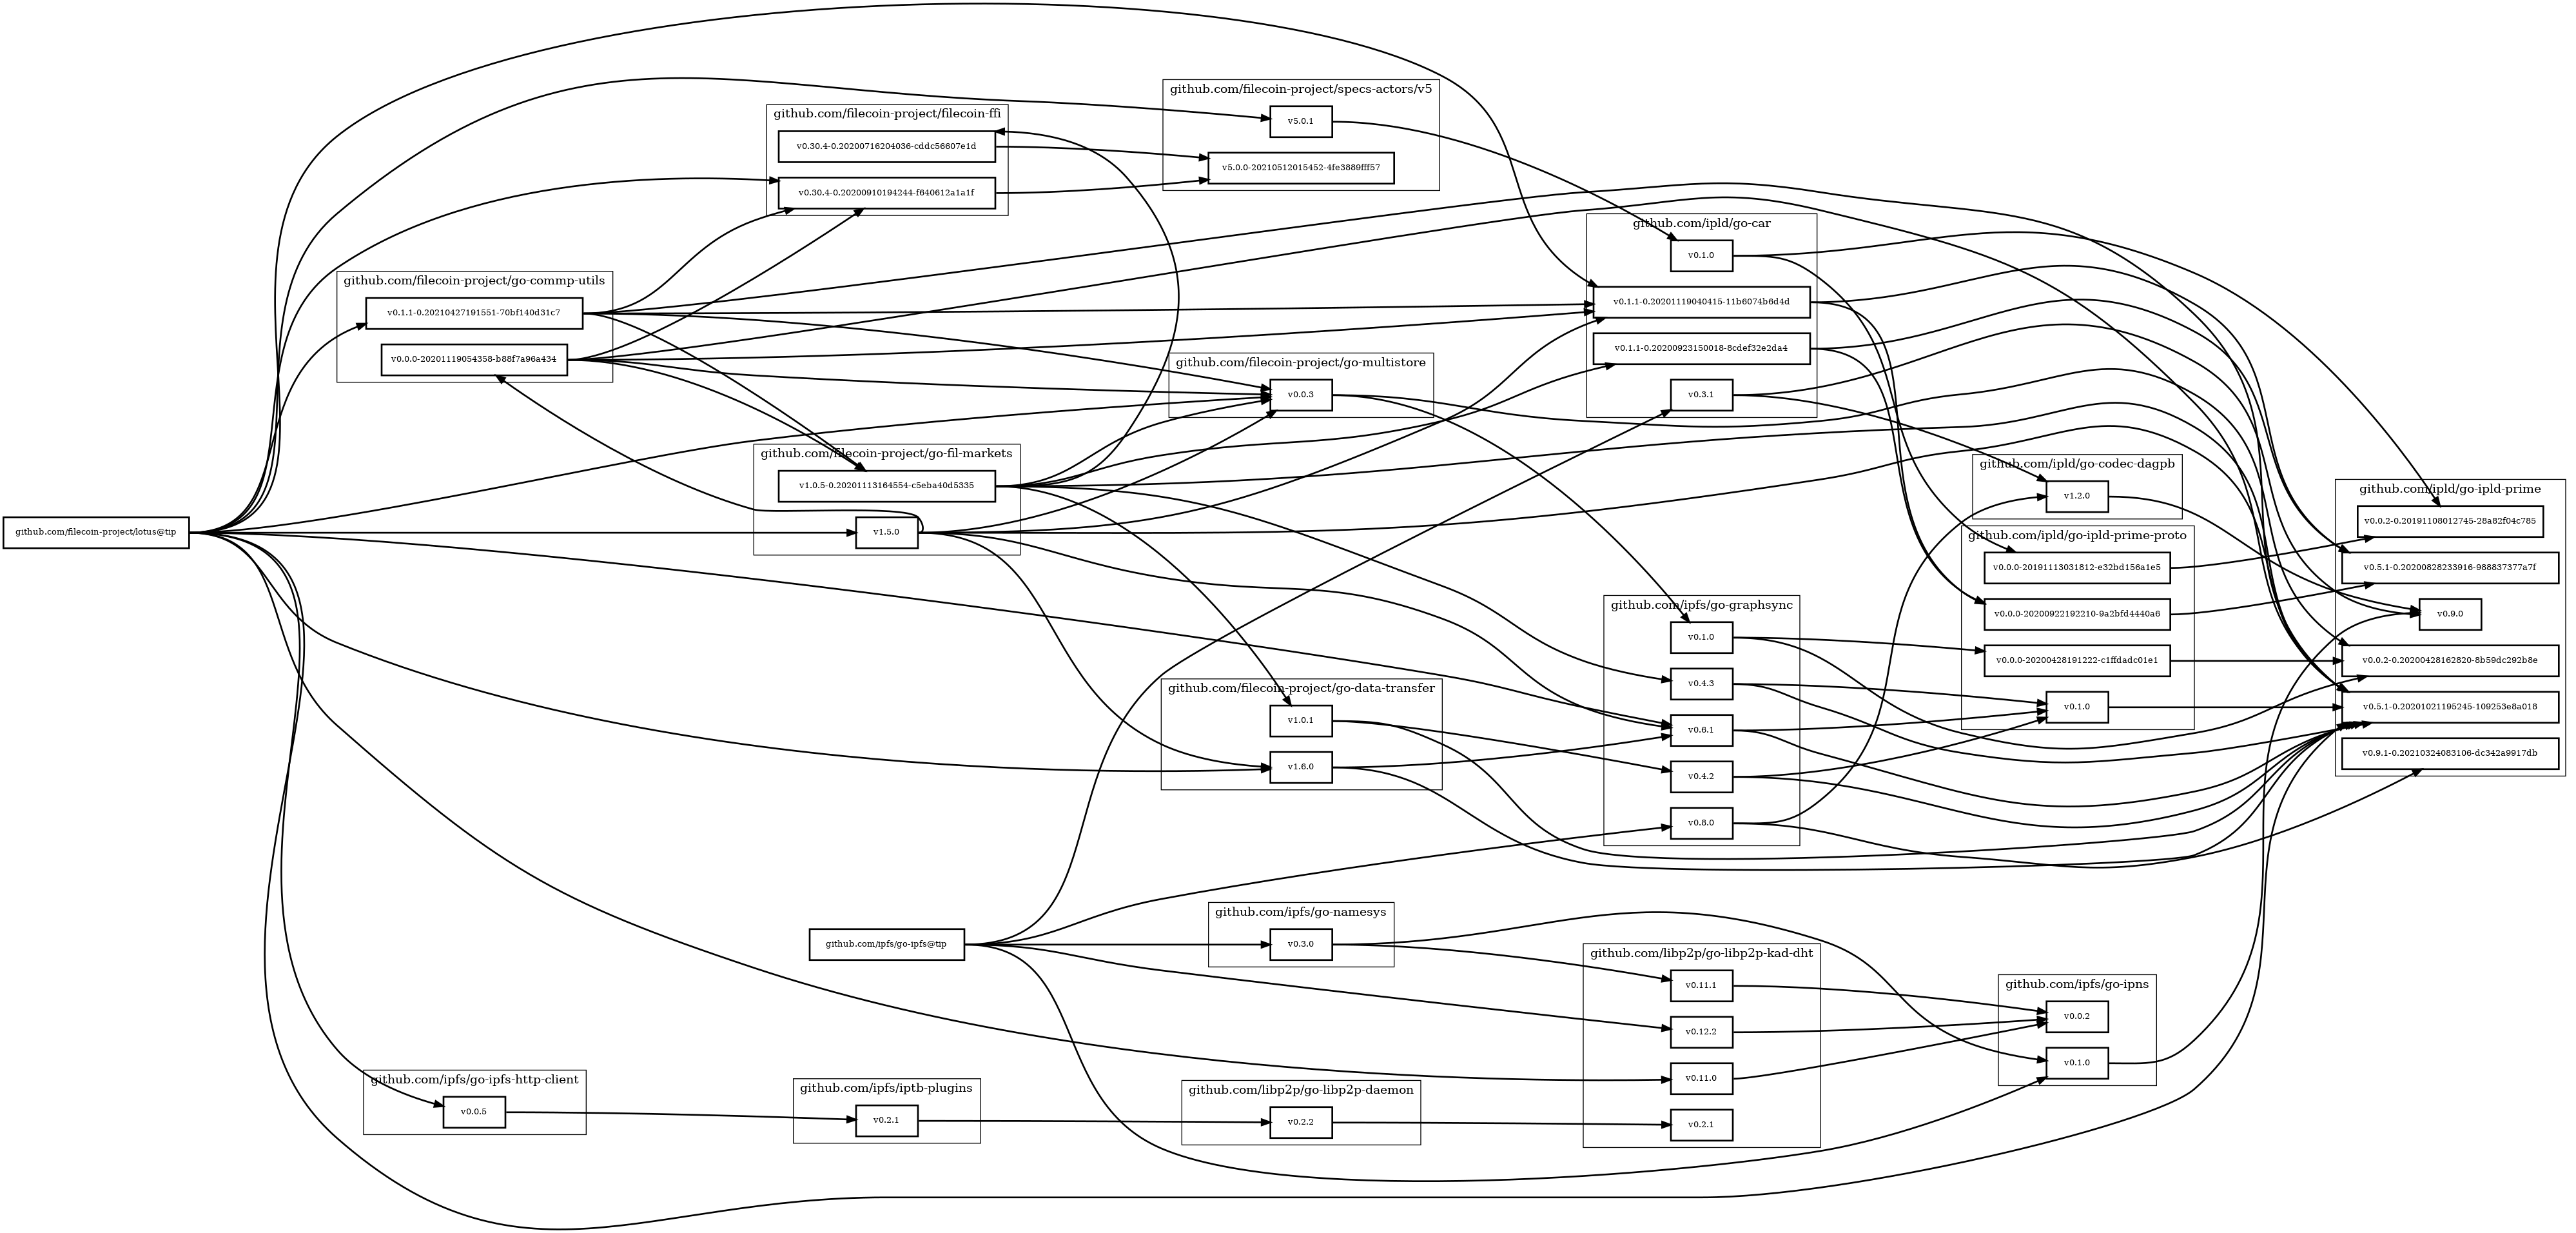 github.com/filecoin-project/lotus@tip
github.com/filecoin-project/go-commp-utils
v0.1.1-0.20210427191551-70bf140d31c7
v0.0.0-20201119054358-b88f7a96a434
github.com/ipfs/go-ipfs-http-client
v0.0.5
github.com/filecoin-project/filecoin-ffi
v0.30.4-0.20200716204036-cddc56607e1d
v0.30.4-0.20200910194244-f640612a1a1f
github.com/filecoin-project/go-fil-markets
v1.0.5-0.20201113164554-c5eba40d5335
v1.5.0
github.com/ipfs/go-ipfs@tip
github.com/ipfs/iptb-plugins
v0.2.1
github.com/filecoin-project/specs-actors/v5
v5.0.1
v5.0.0-20210512015452-4fe3889fff57
github.com/filecoin-project/go-multistore
v0.0.3
github.com/filecoin-project/go-data-transfer
v1.0.1
v1.6.0
github.com/ipfs/go-namesys
v0.3.0
github.com/libp2p/go-libp2p-daemon
v0.2.2
github.com/ipld/go-car
v0.1.0
v0.1.1-0.20201119040415-11b6074b6d4d
v0.1.1-0.20200923150018-8cdef32e2da4
v0.3.1
github.com/ipfs/go-graphsync
v0.1.0
v0.4.3
v0.6.1
v0.4.2
v0.8.0
github.com/libp2p/go-libp2p-kad-dht
v0.11.1
v0.12.2
v0.11.0
v0.2.1
github.com/ipld/go-codec-dagpb
v1.2.0
github.com/ipld/go-ipld-prime-proto
v0.0.0-20191113031812-e32bd156a1e5
v0.0.0-20200922192210-9a2bfd4440a6
v0.0.0-20200428191222-c1ffdadc01e1
v0.1.0
github.com/ipfs/go-ipns
v0.0.2
v0.1.0
github.com/ipld/go-ipld-prime
v0.0.2-0.20191108012745-28a82f04c785
v0.5.1-0.20200828233916-988837377a7f
v0.9.0
v0.0.2-0.20200428162820-8b59dc292b8e
v0.5.1-0.20201021195245-109253e8a018
v0.9.1-0.20210324083106-dc342a9917db